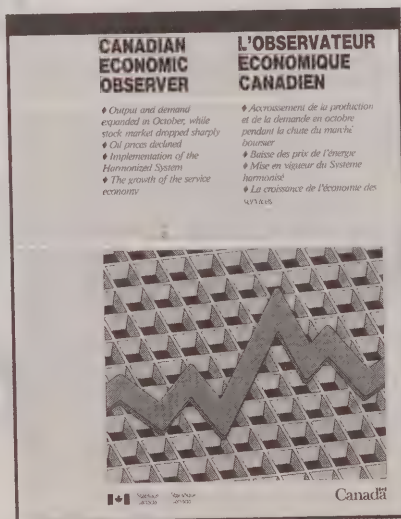 CANADIAN
ECONOMIC
OBSERVER
♦ Output and demand
expanded in October, while
stock market dropped sharply
♦ Oil prices declined
♦ Implementation of the
Harmonized System
♦ The growth of the service
economy
L'OBSERVATEUR
ÉCONOMIQUE
CANADIEN
♦ Accroissement de la production
et de la demande en octobre
pendant la chute du marché
boursier
♦ Baisse des prix de l'énergie
♦ Mise en vigueur du Système
harmonisé
♦ La croissance de l'économie des
services
Canada